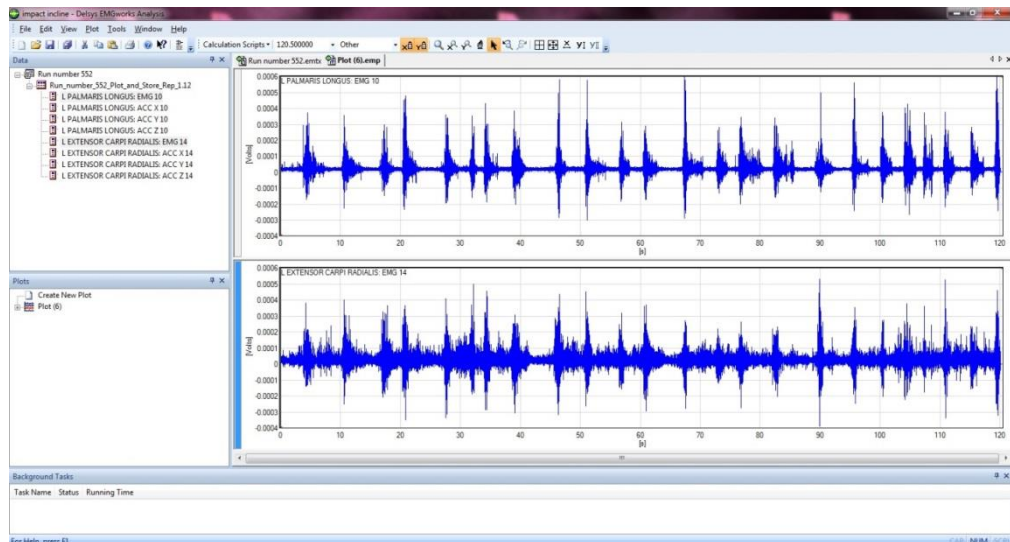 impact incline - Delsys EMGworks Analysis
File Edit View Plot Tools Window Help
Calculation Scripts 120.500000 Other
Data
Run number 552
Run_number_552_Plot_and_Store_Rep_1.12
L PALMARIS LONGUS: EMG 10
L PALMARIS LONGUS: ACC X 10
L PALMARIS LONGUS: ACC Y 10
L PALMARIS LONGUS: ACC Z 10
L EXTENSOR CARPI RADIALIS: EMG 14
L EXTENSOR CARPI RADIALIS: ACC X 14
L EXTENSOR CARPI RADIALIS: ACC Y 14
L EXTENSOR CARPI RADIALIS: ACC Z 14
Plots
Create New Plot
Plot (6)
Run number 552.emtx Plot (6).emp
L PALMARIS LONGUS: EMG 10
0.0006
0.0005
0.0004
0.0003
0.0002
0.0001
0
-0.0001
-0.0002
-0.0003
-0.0004
[Volts]
0 10 20 30 40 50 60 70 80 90 100 110 120
[s]
L EXTENSOR CARPI RADIALIS: EMG 14
0.0006
0.0005
0.0004
0.0003
0.0002
0.0001
0
-0.0001
-0.0002
-0.0003
-0.0004
[Volts]
0 10 20 30 40 50 60 70 80 90 100 110 120
[s]
Background Tasks
Task Name Status Running Time
For Help, press F1
CAP NUM SCRL